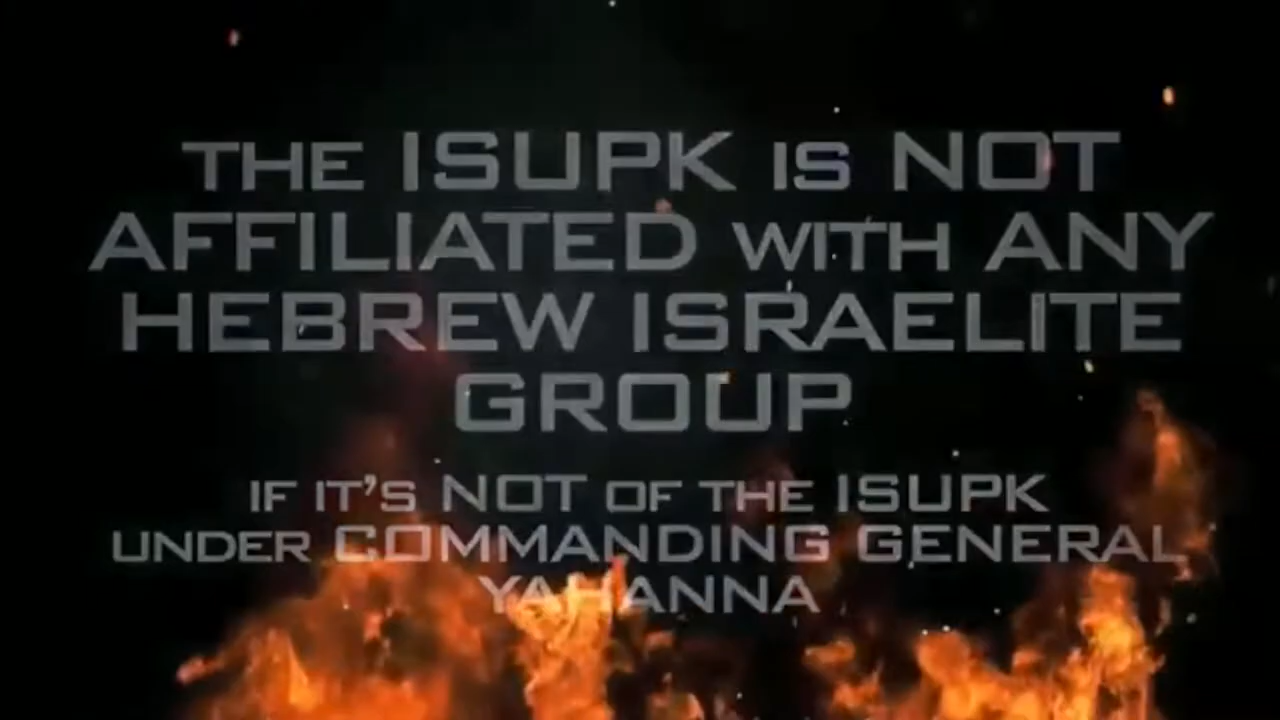 THE ISUPK IS NOT
AFFILIATED WITH ANY
HEBREW ISRAELITE
GROUP
IF IT'S NOT OF THE ISUPK
UNDER COMMANDING GENERAL
YAHANNA